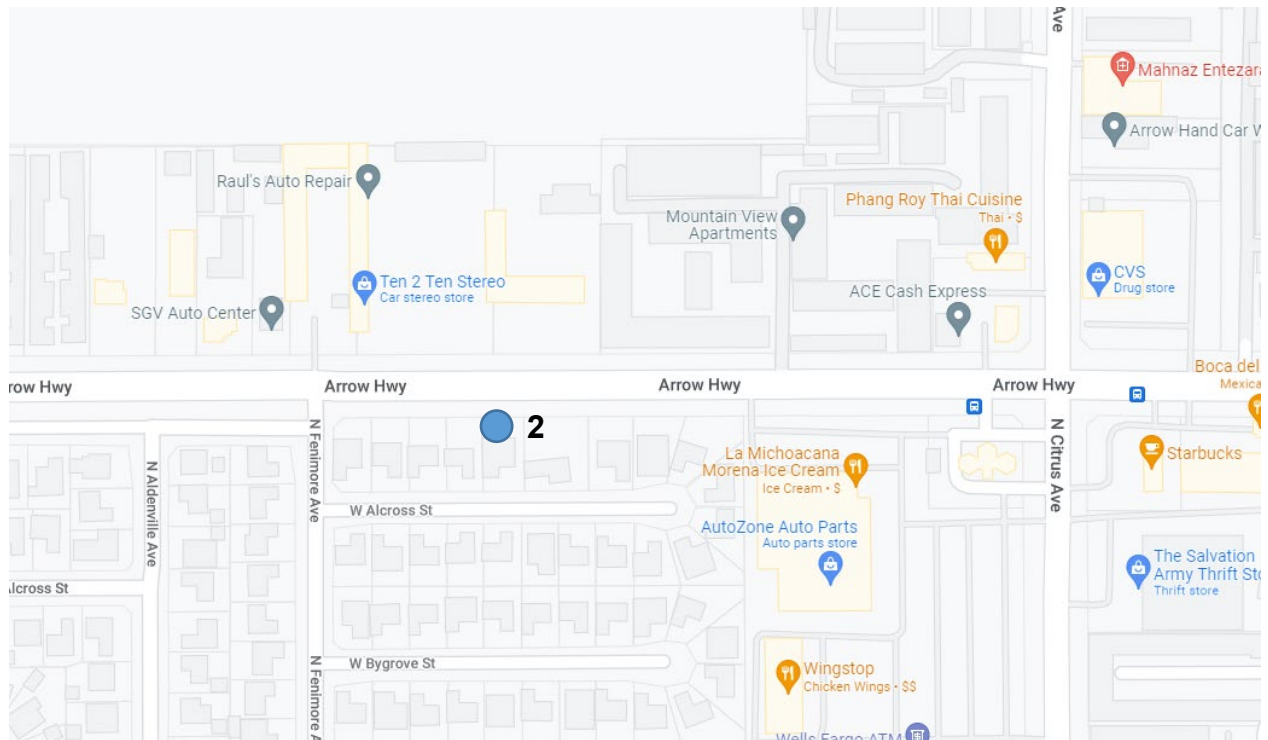 Ave
Mahnaz Entezar
Arrow Hand Car W
Raul's Auto Repair
Phang Roy Thai Cuisine
Thai • $
Mountain View
Apartments
Ten 2 Ten Stereo
Car stereo store
CVS
Drug store
ACE Cash Express
SGV Auto Center
Boca del
Mexica
row Hwy
Arrow Hwy
Arrow Hwy
Arrow Hwy
2
N Fenimore Ave
N Aldenville Ave
N Citrus Ave
La Michoacana
Morena Ice Cream
Ice Cream • $
Starbucks
W Alcross St
AutoZone Auto Parts
Auto parts store
The Salvation
Army Thrift Sto
Thrift store
lcross St
W Bygrove St
N Fenimore A
Wingstop
Chicken Wings • $$
Wells Fargo ATM